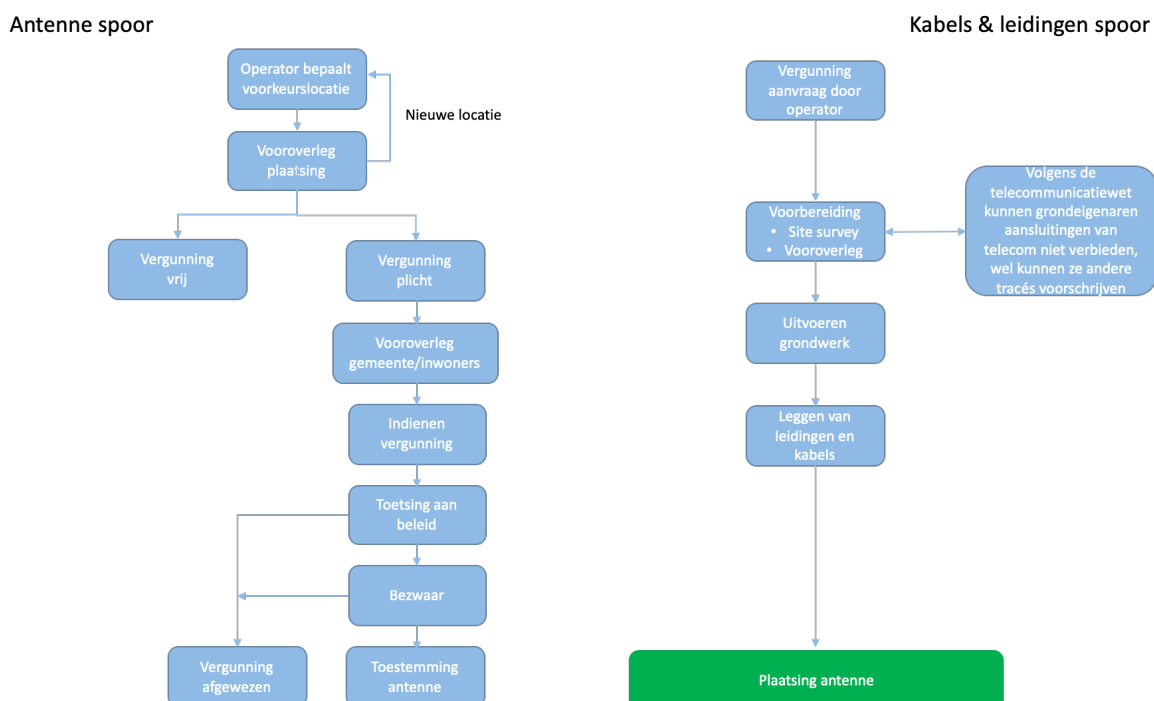 Antenne spoor
Kabels & leidingen spoor
Operator bepaalt
voorkeurslocatie
Nieuwe locatie
Vooroverleg
plaatsing
Vergunning
vrij
Vergunning
plicht
Vooroverleg
gemeente/inwoners
Indienen
vergunning
Toetsing aan
beleid
Bezwaar
Vergunning
afgewezen
Toestemming
antenne
Vergunning
aanvraag door
operator
Voorbereiding
• Site survey
• Vooroverleg
Volgens de
telecommunicatiewet
kunnen grondeigenaren
aansluitingen van
telecom niet verbieden,
wel kunnen ze andere
tracés voorschrijven
Uitvoeren
grondwerk
Leggen van
leidingen en
kabels
Plaatsing antenne